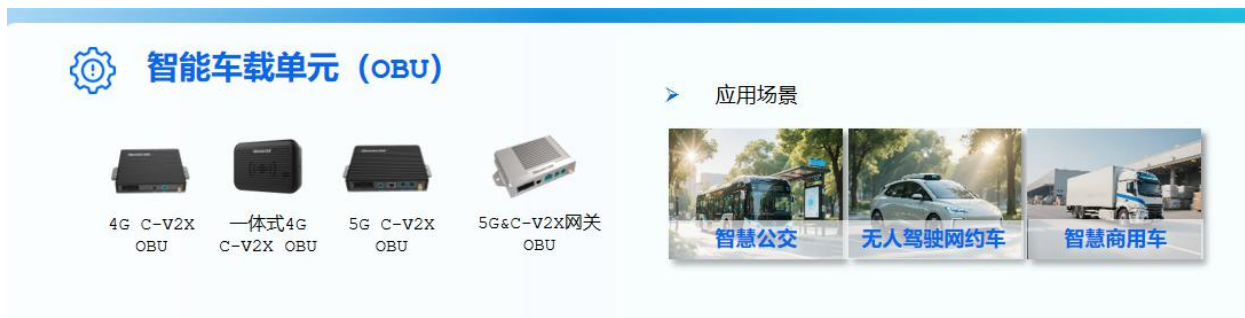 智能车载单元（OBU）
4G C-V2X
OBU
一体式4G
C-V2X OBU
5G C-V2X
OBU
5G&C-V2X网关
OBU
应用场景
智慧公交
无人驾驶网约车
智慧商用车